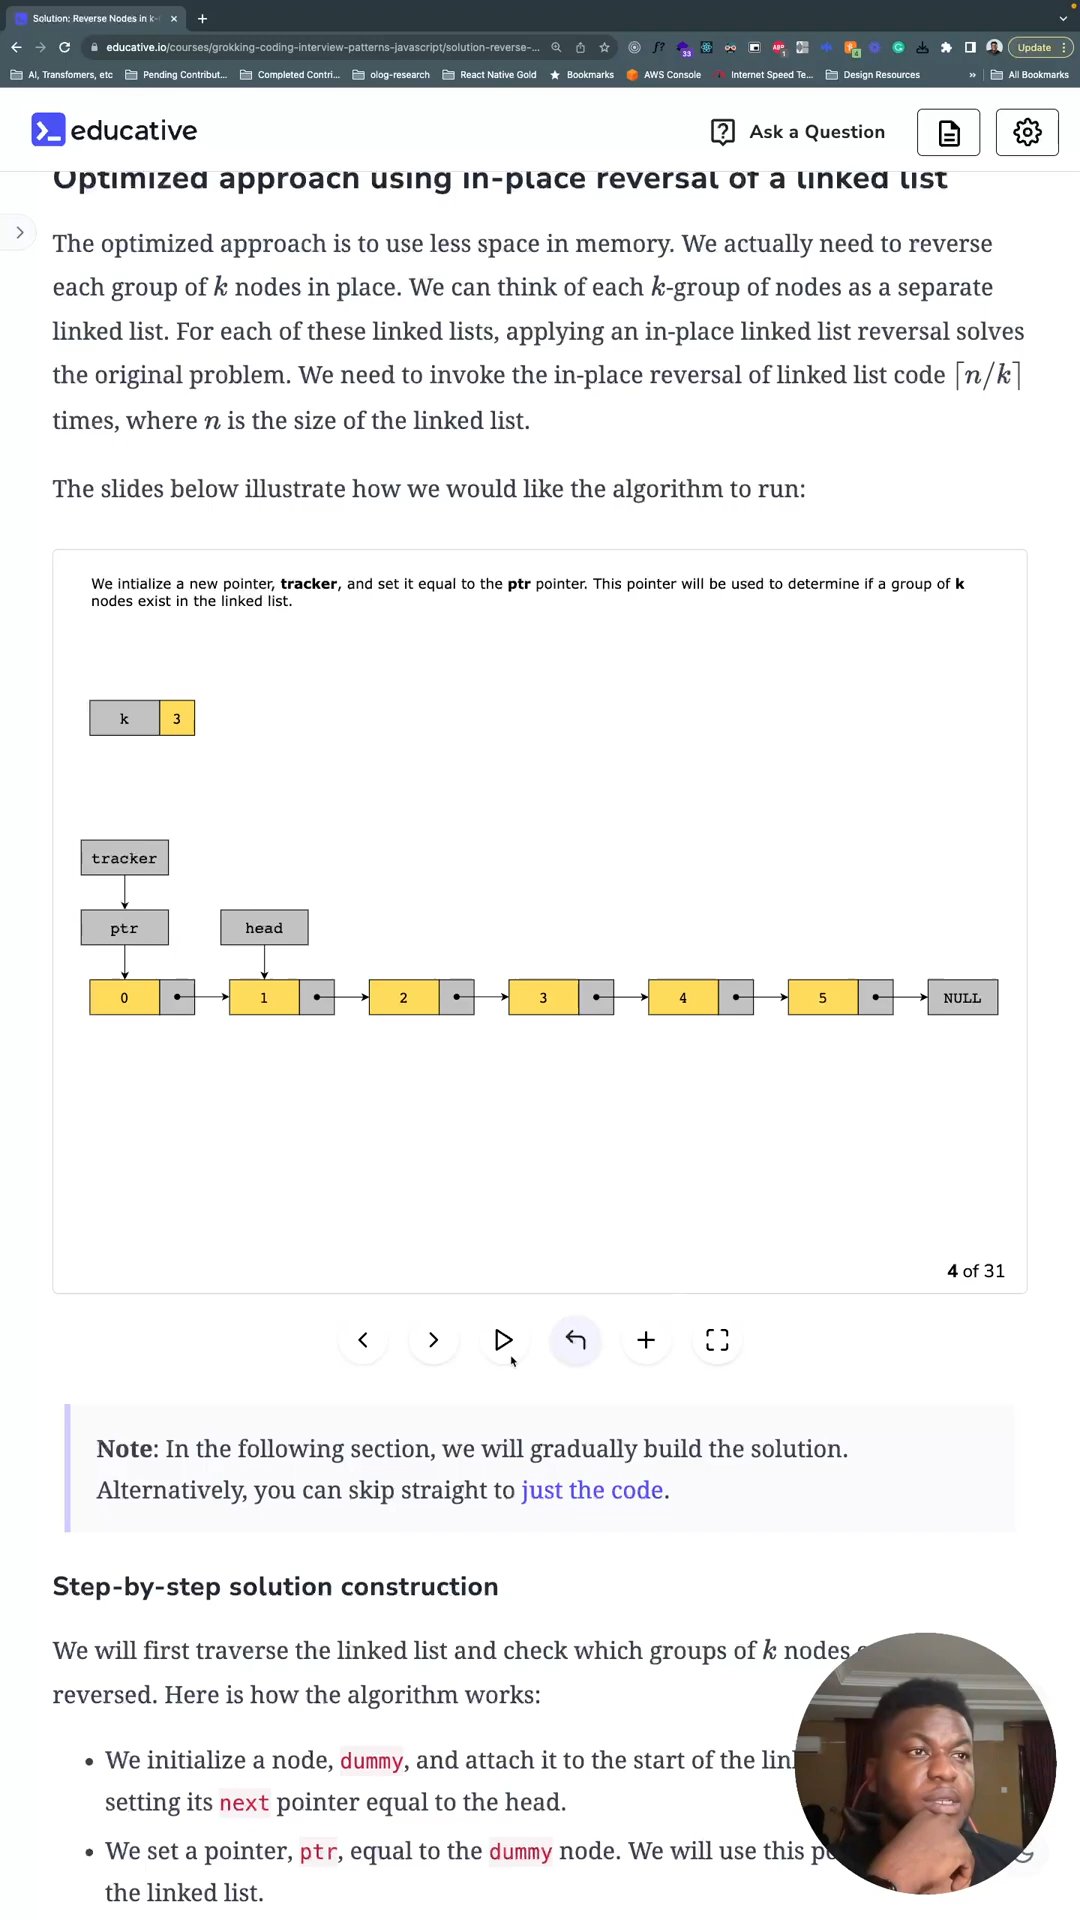 Solution: Reverse Nodes in k-
educative.io/courses/grokking-coding-interview-patterns-javascript/solution-reverse-...
Update
AI, Transfomers, etc
Pending Contribut...
Completed Contri...
olog-research
React Native Gold
Bookmarks
AWS Console
Internet Speed Te...
Design Resources
»
All Bookmarks
educative
Ask a Question
Optimized approach using in-place reversal of a linked list
The optimized approach is to use less space in memory. We actually need to reverse
each group of k nodes in place. We can think of each k-group of nodes as a separate
linked list. For each of these linked lists, applying an in-place linked list reversal solves
the original problem. We need to invoke the in-place reversal of linked list code ⌈n/k⌉
times, where n is the size of the linked list.
The slides below illustrate how we would like the algorithm to run:
We intialize a new pointer, tracker, and set it equal to the ptr pointer. This pointer will be used to determine if a group of k
nodes exist in the linked list.
k 3
tracker
ptr head
0 1 2 3 4 5 NULL
4 of 31
Note: In the following section, we will gradually build the solution.
Alternatively, you can skip straight to just the code.
Step-by-step solution construction
We will first traverse the linked list and check which groups of k nodes
reversed. Here is how the algorithm works:
• We initialize a node, dummy, and attach it to the start of the
setting its next pointer equal to the head.
• We set a pointer, ptr, equal to the dummy node. We will use this
the linked list.